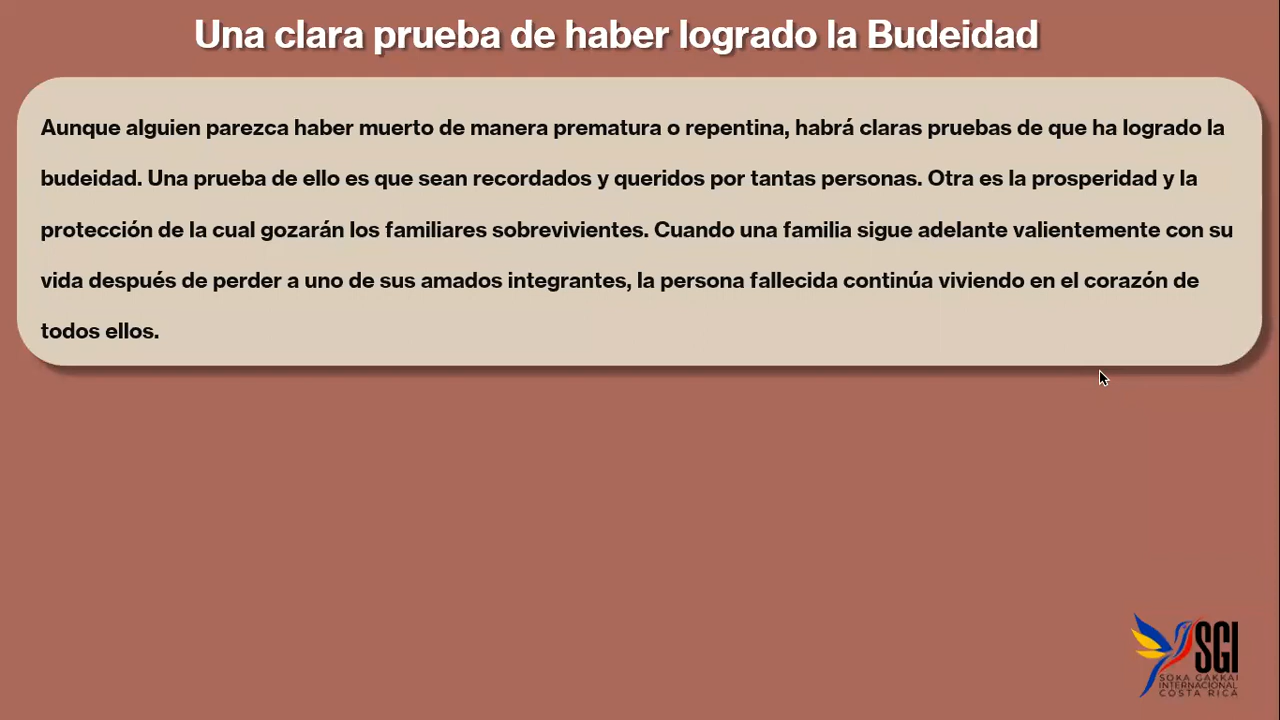 Una clara prueba de haber logrado la Budeidad
Aunque alguien parezca haber muerto de manera prematura o repentina, habrá claras pruebas de que ha logrado la
budeidad. Una prueba de ello es que sean recordados y queridos por tantas personas. Otra es la prosperidad y la
protección de la cual gozarán los familiares sobrevivientes. Cuando una familia sigue adelante valientemente con su
vida después de perder a uno de sus amados integrantes, la persona fallecida continúa viviendo en el corazón de
todos ellos.
SGI
SOKA GAKKAI
INTERNACIONAL
COSTA RICA